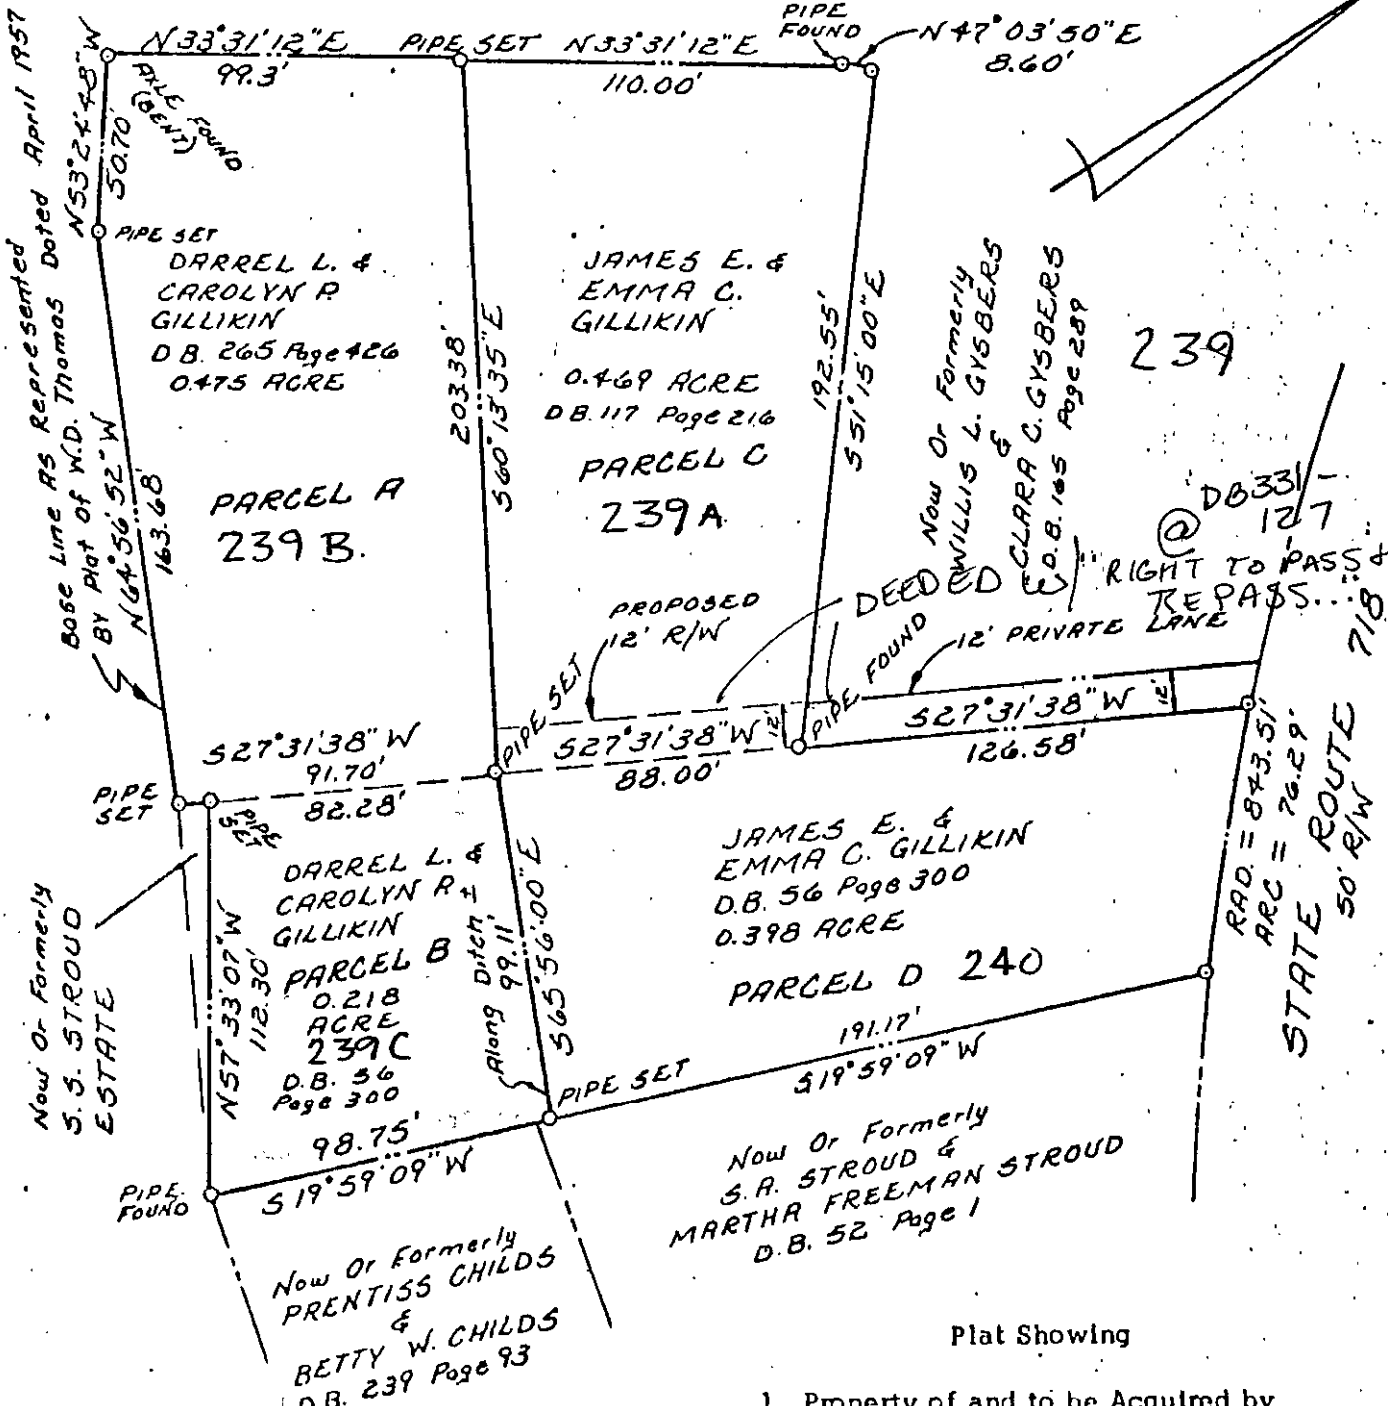 N33°31'12"E
99.3'
PIPE SET
N33°31'12"E
110.00'
PIPE
FOUND
N47°03'50"E
8.60'
Base Line As Represented
BY Plat of W.D. Thomas Dated April 1957
N53°24'48"W
50.70'
AXLE FOUND
(BENT)
PIPE SET
DARREL L. &
CAROLYN R
GILLIKIN
D B. 265 Page 426
0.475 ACRE
PARCEL A
239 B.
N64°56'52"W
163.68'
203.38'
S60°13'35"E
JAMES E. &
EMMA C.
GILLIKIN
0.469 ACRE
D B. 117 Page 216
PARCEL C
239A
192.55'
S51°15'00"E
Now Or Formerly
WILLIS L. GYSBERS
&
CLARA C. GYSBERS
D.B. 165 Page 289
239
@ DB331 -
127
"RIGHT TO PASS &
REPASS..."
DEEDED
PROPOSED
12' R/W
12' PRIVATE LANE
PIPE SET
PIPE FOUND
S27°31'38"W
91.70'
82.28'
S27°31'38"W
88.00'
12'
S27°31'38"W
126.58'
12'
PIPE
SET
PIPE
SET
RAD. = 843.51'
ARC = 76.29'
STATE ROUTE 718
50' R/W
Now Or Formerly
S. S. STROUD
ESTATE
N57°33'07"W
112.30'
DARREL L. &
CAROLYN R.
GILLIKIN
PARCEL B
0.218
ACRE
239C
D.B. 56
Page 300
Along Ditch ±
99.11'
S65°56'00"E
JAMES E. &
EMMA C. GILLIKIN
D.B. 56 Page 300
0.398 ACRE
PARCEL D 240
191.17'
S19°59'09"W
PIPE SET
98.75'
S19°59'09"W
PIPE
FOUND
Now Or Formerly
S.A. STROUD &
MARTHA FREEMAN STROUD
D.B. 52 Page 1
Now Or Formerly
PRENTISS CHILDS
&
BETTY W. CHILDS
D.B. 239 Page 93
Plat Showing
1. Property of and to be Acquired by